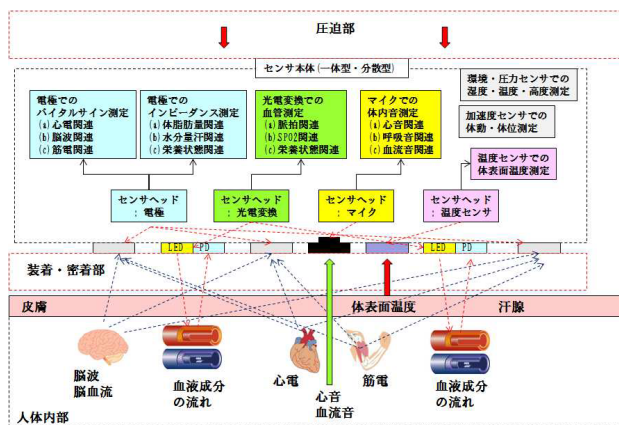 圧迫部
センサ本体(一体型・分散型)
電極での
バイタルサイン測定
(a)心電関連
(b)脳波関連
(c)筋電関連
電極での
インピーダンス測定
(a)体脂肪量関連
(b)水分量汗関連
(c)栄養状態関連
光電変換での
血管測定
(a)脈拍関連
(b)SPO2関連
(c)栄養状態関連
マイクでの
体内音測定
(a)心音関連
(b)呼吸音関連
(c)血流音関連
環境・圧力センサでの
湿度・温度・高度測定
加速度センサでの
体動・体位測定
温度センサでの
体表面温度測定
センサヘッド
：電極
センサヘッド
：光電変換
センサヘッド
：マイク
センサヘッド
：温度センサ
LED PD
LED PD
装着・密着部
皮膚 体表面温度 汗腺
脳波
脳血流
血液成分
の流れ
心電
心音
血流音
筋電
血液成分
の流れ
人体内部